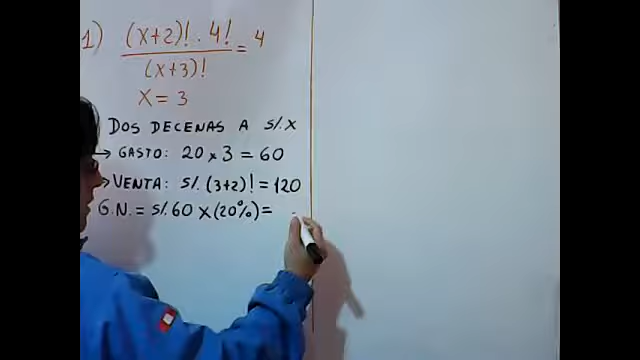 1) (x+2)! . 4! = 4
(x+3)!
X = 3
DOS DECENAS A S/.X
→ GASTO: 20 x 3 = 60
→ VENTA: S/. (3+2)! = 120
G.N. = S/.60 X (20%) =